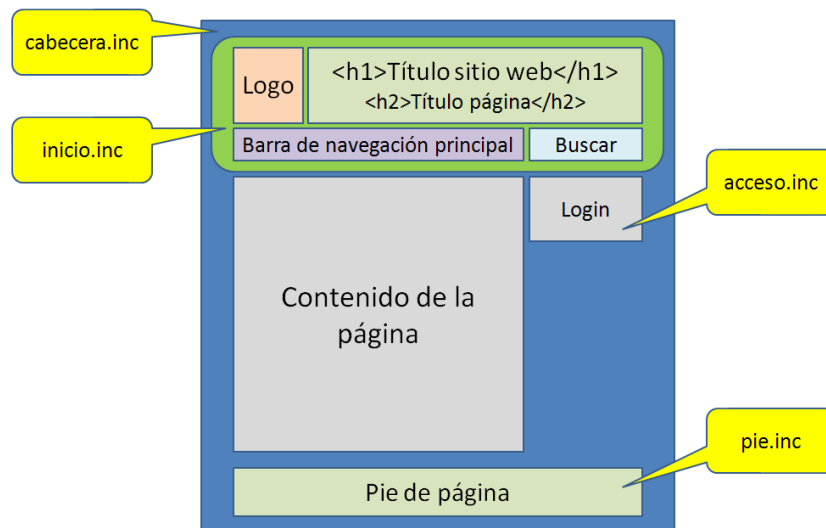 cabecera.inc
Logo
<h1>Título sitio web</h1>
<h2>Título página</h2>
inicio.inc
Barra de navegación principal
Buscar
acceso.inc
Login
Contenido de la
página
pie.inc
Pie de página